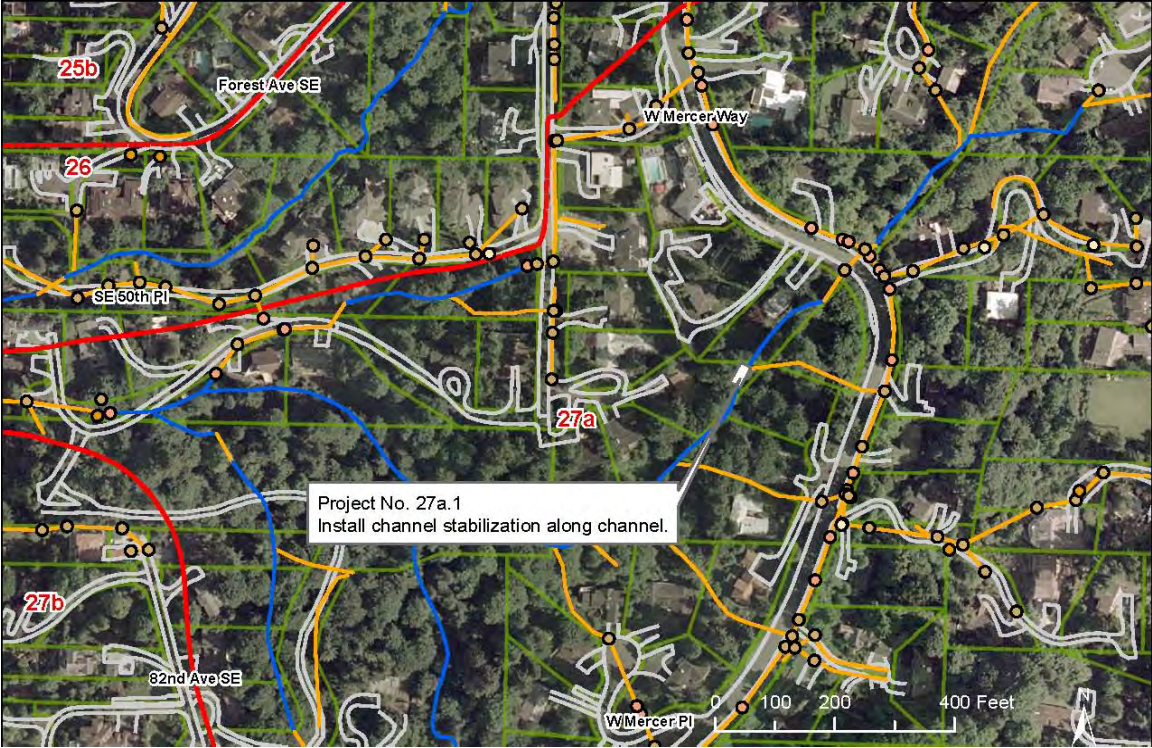 25b
Forest Ave SE
W Mercer Way
26
SE 50th Pl
27a
Project No. 27a.1
Install channel stabilization along channel.
27b
82nd Ave SE
W Mercer Pl
0 100 200 400 Feet
N